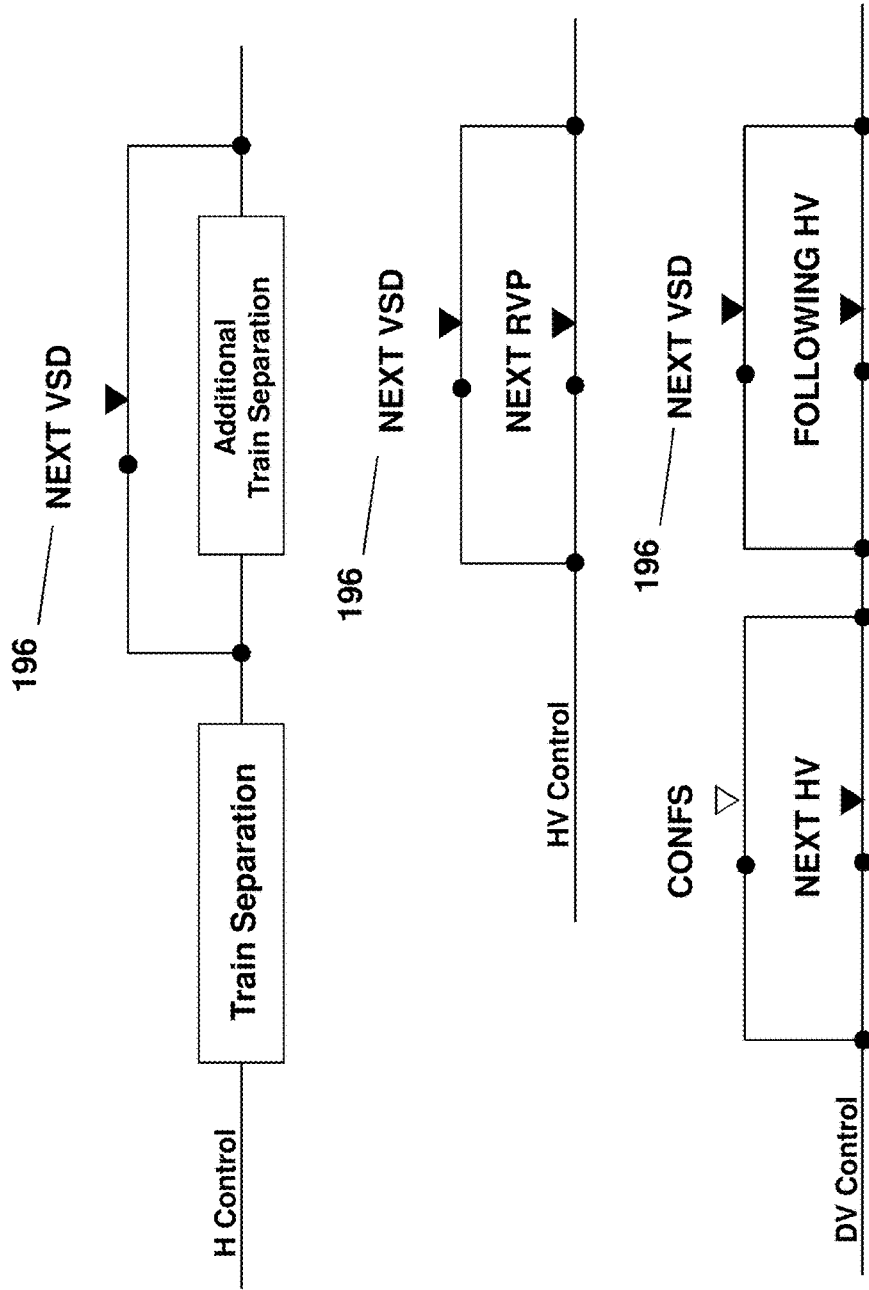 196
NEXT VSD
H Control
Train Separation
Additional
Train Separation
196
NEXT VSD
HV Control
NEXT RVP
196
CONFS
NEXT VSD
DV Control
NEXT HV
FOLLOWING HV